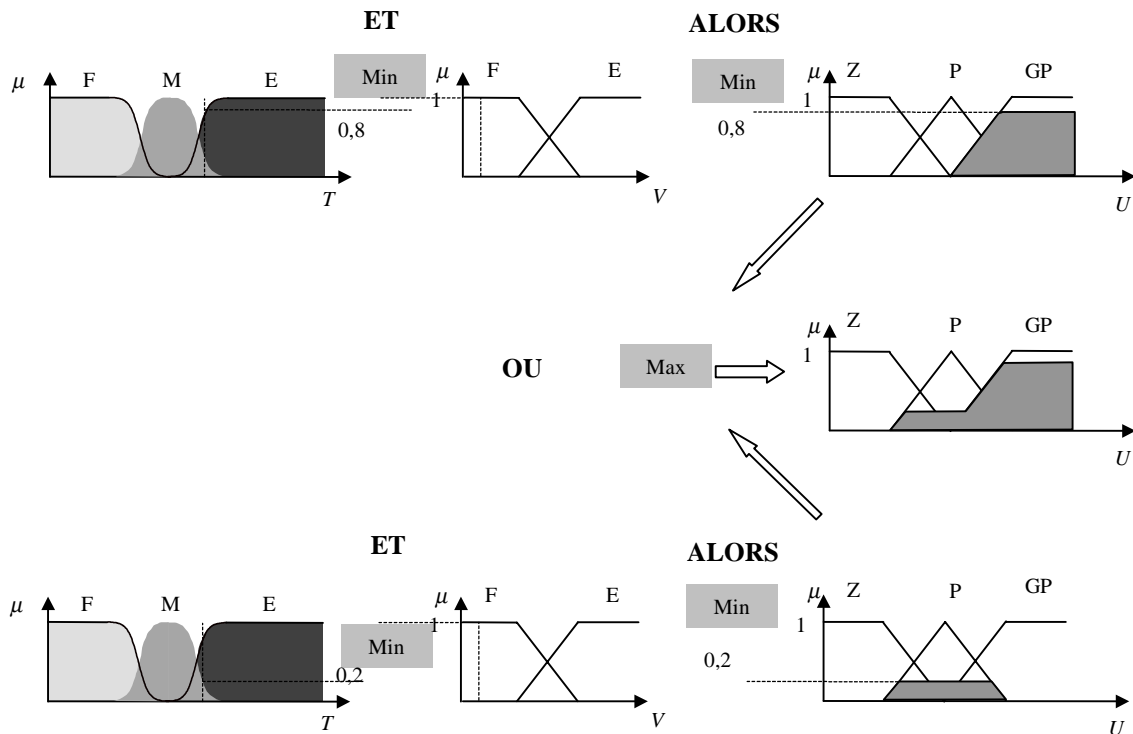 ET ALORS
μ F M E Min μ F E Min μ Z P GP
1 1
0,8 0,8
T V U
μ Z P GP
OU Max 1
U
ET ALORS
μ F M E μ F E Min μ Z P GP
Min 1 1
0,2 0,2
T V U